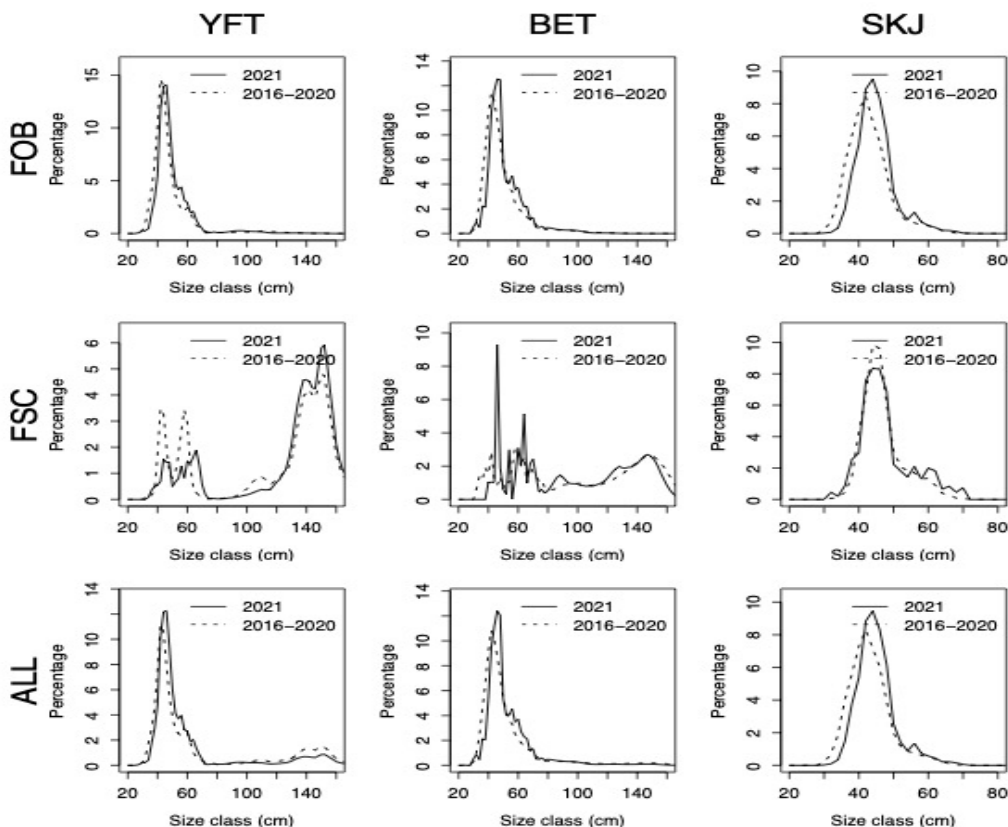 YFT BET SKJ
FOB
Percentage
0 5 10 15
2021
2016−2020
20 60 100 140
Size class (cm)
Percentage
0 2 4 6 8 10 12 14
2021
2016−2020
20 60 100 140
Size class (cm)
Percentage
0 2 4 6 8 10
2021
2016−2020
20 40 60 80
Size class (cm)
FSC
Percentage
0 1 2 3 4 5 6
2021
2016−2020
20 60 100 140
Size class (cm)
Percentage
0 2 4 6 8 10
2021
2016−2020
20 60 100 140
Size class (cm)
Percentage
0 2 4 6 8 10
2021
2016−2020
20 40 60 80
Size class (cm)
ALL
Percentage
0 2 4 6 8 10 14
2021
2016−2020
20 60 100 140
Size class (cm)
Percentage
0 2 4 6 8 10 14
2021
2016−2020
20 60 100 140
Size class (cm)
Percentage
0 2 4 6 8 10
2021
2016−2020
20 40 60 80
Size class (cm)